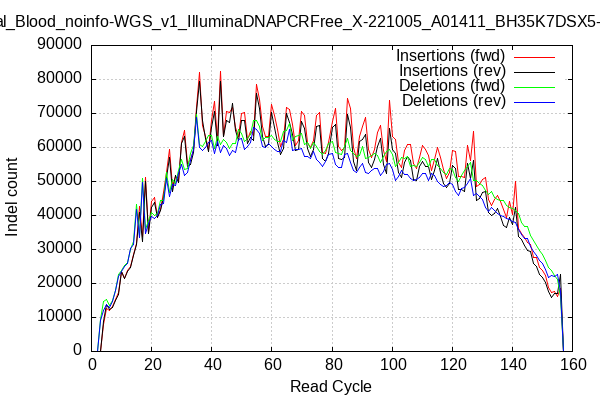 al_Blood_noinfo-WGS_v1_IlluminaDNAPCRFree_X-221005_A01411_BH35K7DSX5-
90000
80000
70000
60000
50000
40000
30000
20000
10000
0
Indel count
Insertions (fwd)
Insertions (rev)
Deletions (fwd)
Deletions (rev)
0 20 40 60 80 100 120 140 160
Read Cycle